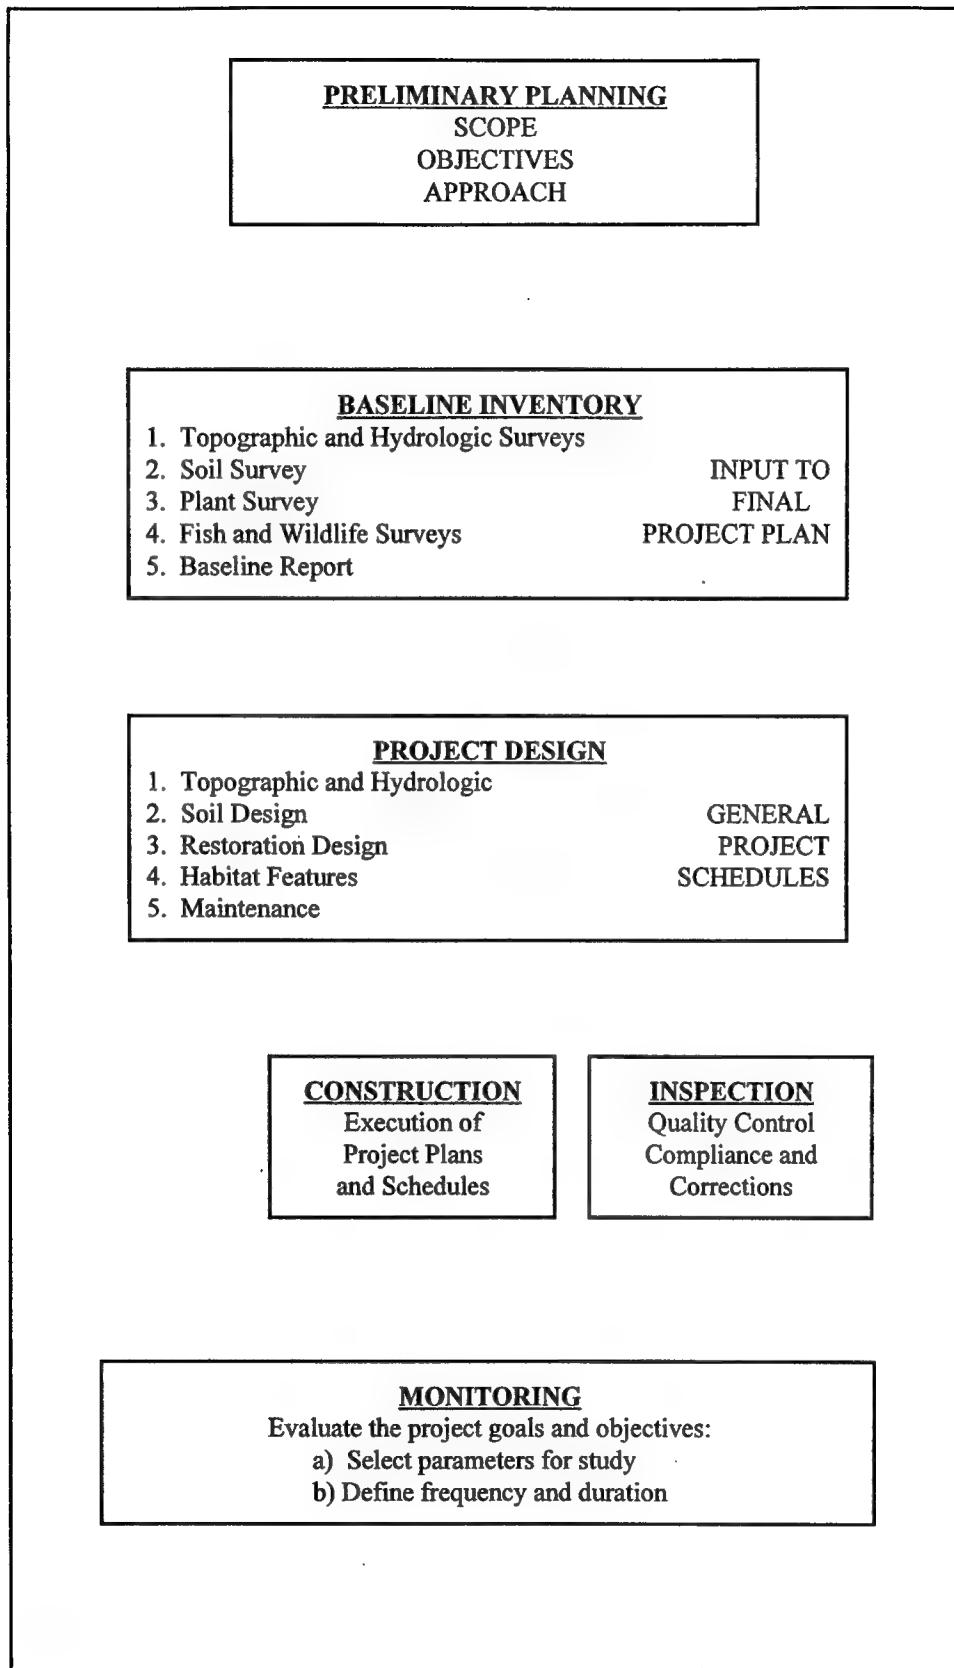 PRELIMINARY PLANNING
SCOPE
OBJECTIVES
APPROACH
BASELINE INVENTORY
1. Topographic and Hydrologic Surveys
2. Soil Survey INPUT TO
3. Plant Survey FINAL
4. Fish and Wildlife Surveys PROJECT PLAN
5. Baseline Report
PROJECT DESIGN
1. Topographic and Hydrologic
2. Soil Design GENERAL
3. Restoration Design PROJECT
4. Habitat Features SCHEDULES
5. Maintenance
CONSTRUCTION
Execution of
Project Plans
and Schedules
INSPECTION
Quality Control
Compliance and
Corrections
MONITORING
Evaluate the project goals and objectives:
a) Select parameters for study
b) Define frequency and duration